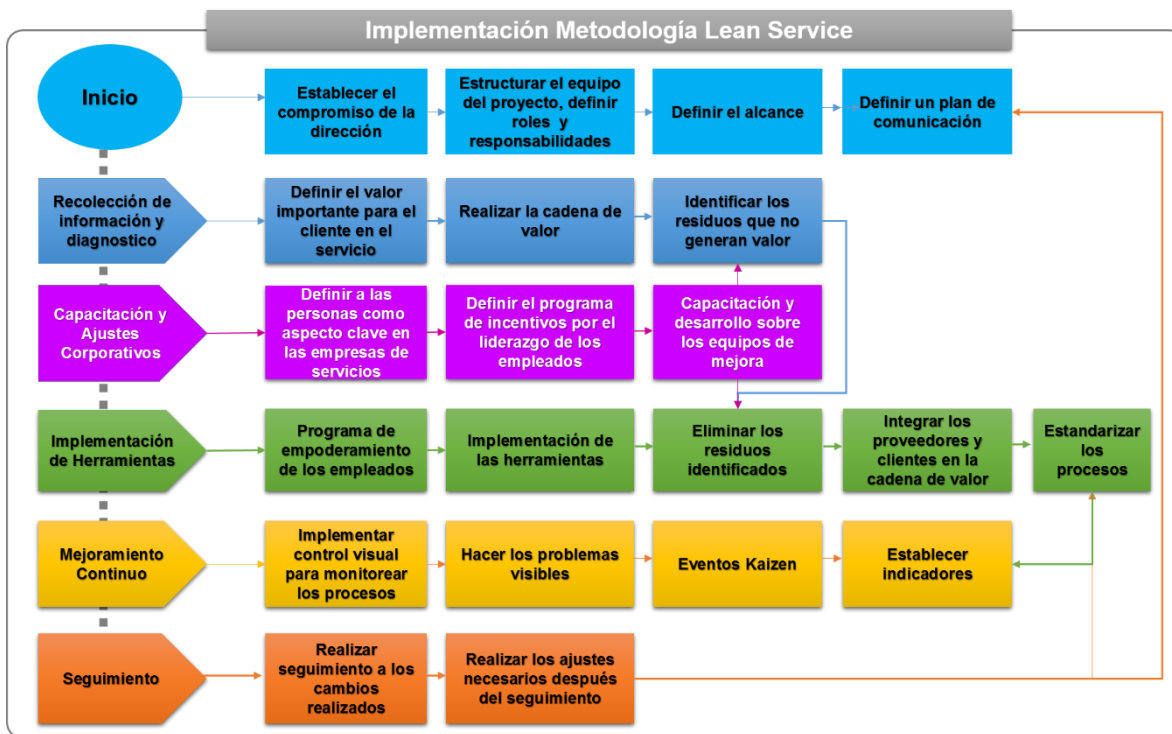 Implementación Metodología Lean Service
Inicio
Establecer el
compromiso de la
dirección
Estructurar el equipo
del proyecto, definir
roles y
responsabilidades
Definir el alcance
Definir un plan de
comunicación
Recolección de
información y
diagnostico
Definir el valor
importante para el
cliente en el
servicio
Realizar la cadena de
valor
Identificar los
residuos que no
generan valor
Capacitación y
Ajustes
Corporativos
Definir a las
personas como
aspecto clave en
las empresas de
servicios
Definir el programa
de incentivos por el
liderazgo de los
empleados
Capacitación y
desarrollo sobre
los equipos de
mejora
Implementación
de Herramientas
Programa de
empoderamiento
de los empleados
Implementación de
las herramientas
Eliminar los
residuos
identificados
Integrar los
proveedores y
clientes en la
cadena de valor
Estandarizar
los
procesos
Mejoramiento
Continuo
Implementar
control visual
para monitorear
los procesos
Hacer los problemas
visibles
Eventos Kaizen
Establecer
indicadores
Seguimiento
Realizar
seguimiento a los
cambios
realizados
Realizar los ajustes
necesarios después
del seguimiento